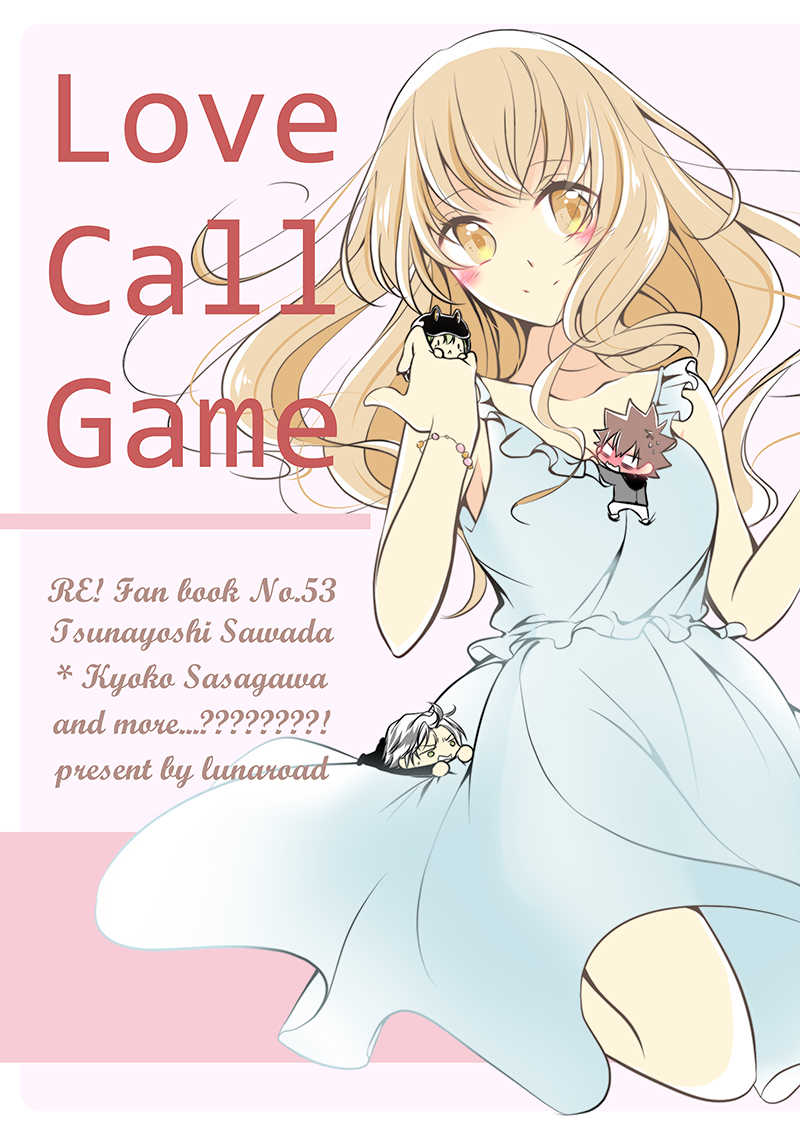 Love
Call
Game
RE! Fan book No.53
Tsunayoshi Sawada
* Kyoko Sasagawa
and more...????????!
present by lunaroad